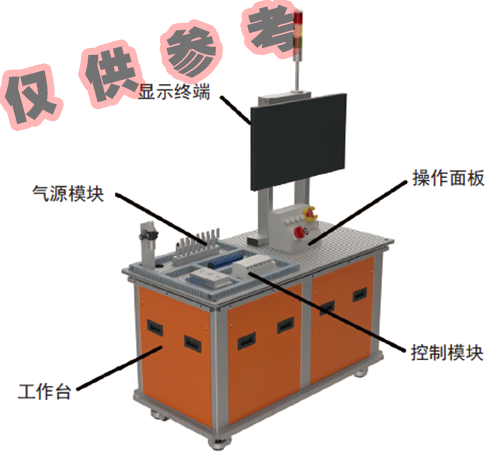 仅供参考
显示终端
操作面板
气源模块
控制模块
工作台